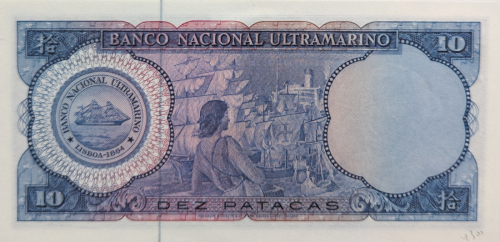 拾 BANCO NACIONAL ULTRAMARINO 10
BANCO NACIONAL ULTRAMARINO
LISBOA-1864
10 DEZ PATACAS 拾